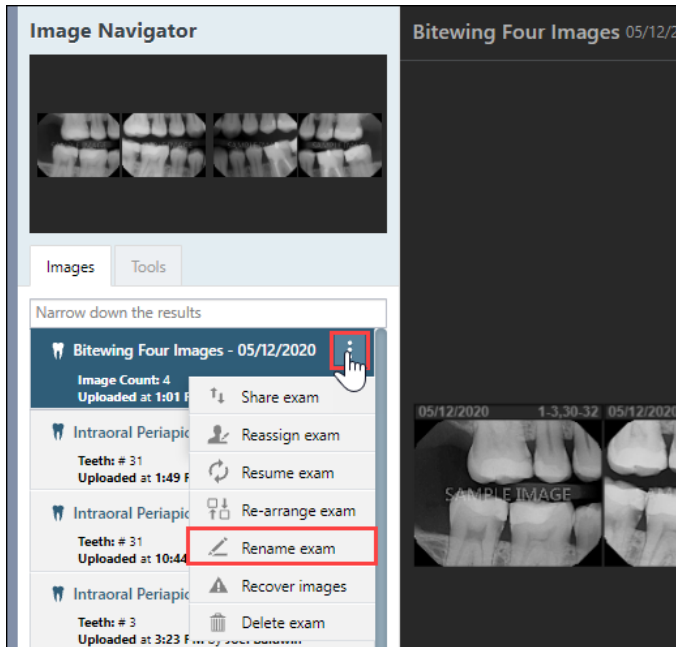 Image Navigator
Bitewing Four Images 05/12/2
Images
Tools
Narrow down the results
Bitewing Four Images - 05/12/2020
Image Count: 4
Uploaded at 1:01
Share exam
Reassign exam
Resume exam
Re-arrange exam
Rename exam
Recover images
Delete exam
Intraoral Periapic
Teeth: # 31
Uploaded at 1:49
Intraoral Periapic
Teeth: # 31
Uploaded at 10:44
Intraoral Periapic
Teeth: # 3
Uploaded at 3:23
05/12/2020 1-3,30-32 05/12/2020
SAMPLE IMAGE